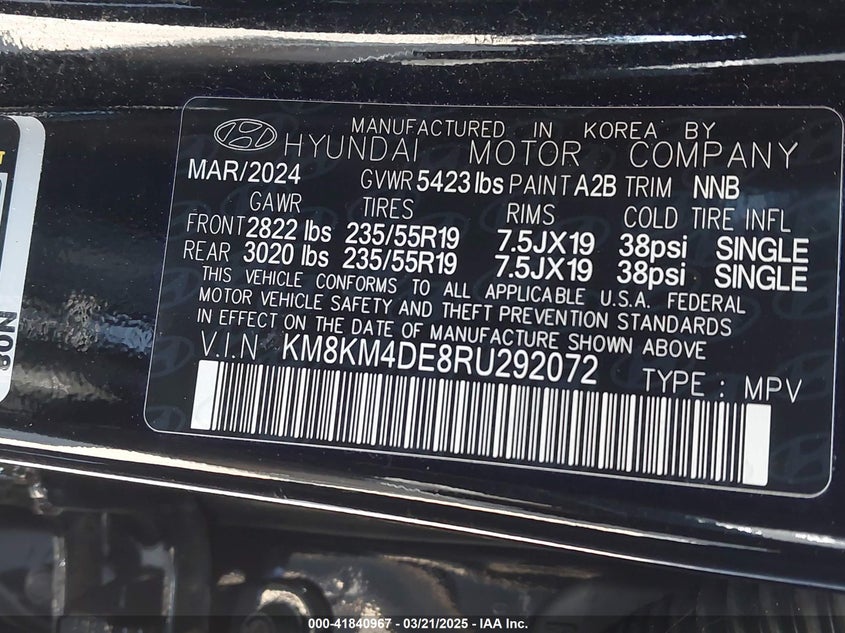 MANUFACTURED IN KOREA BY
HYUNDAI MOTOR COMPANY
MAR/2024 GVWR 5423 lbs PAINT A2B TRIM NNB
GAWR TIRES RIMS COLD TIRE INFL
FRONT 2822 lbs 235/55R19 7.5JX19 38psi SINGLE
REAR 3020 lbs 235/55R19 7.5JX19 38psi SINGLE
THIS VEHICLE CONFORMS TO ALL APPLICABLE U.S.A. FEDERAL
MOTOR VEHICLE SAFETY AND THEFT PREVENTION STANDARDS
IN EFFECT ON THE DATE OF MANUFACTURE SHOWN ABOVE
V.I.N : KM8KM4DE8RU292072 TYPE : MPV
000-41840967 - 03/21/2025 - IAA Inc.